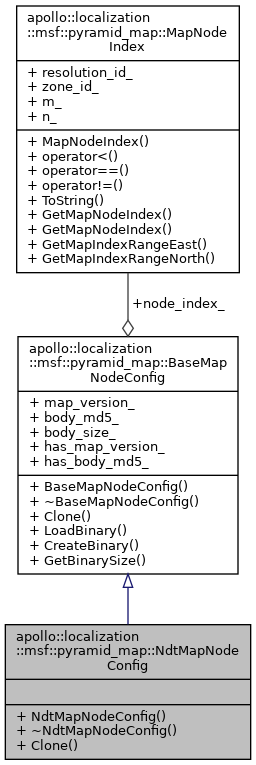 apollo::localization
::msf::pyramid_map::MapNode
Index
+ resolution_id_
+ zone_id_
+ m_
+ n_
+ MapNodeIndex()
+ operator<()
+ operator==()
+ operator!=()
+ ToString()
+ GetMapNodeIndex()
+ GetMapNodeIndex()
+ GetMapIndexRangeEast()
+ GetMapIndexRangeNorth()
+node_index_
apollo::localization
::msf::pyramid_map::BaseMap
NodeConfig
+ map_version_
+ body_md5_
+ body_size_
+ has_map_version_
+ has_body_md5_
+ BaseMapNodeConfig()
+ ~BaseMapNodeConfig()
+ Clone()
+ LoadBinary()
+ CreateBinary()
+ GetBinarySize()
apollo::localization
::msf::pyramid_map::NdtMapNode
Config
+ NdtMapNodeConfig()
+ ~NdtMapNodeConfig()
+ Clone()